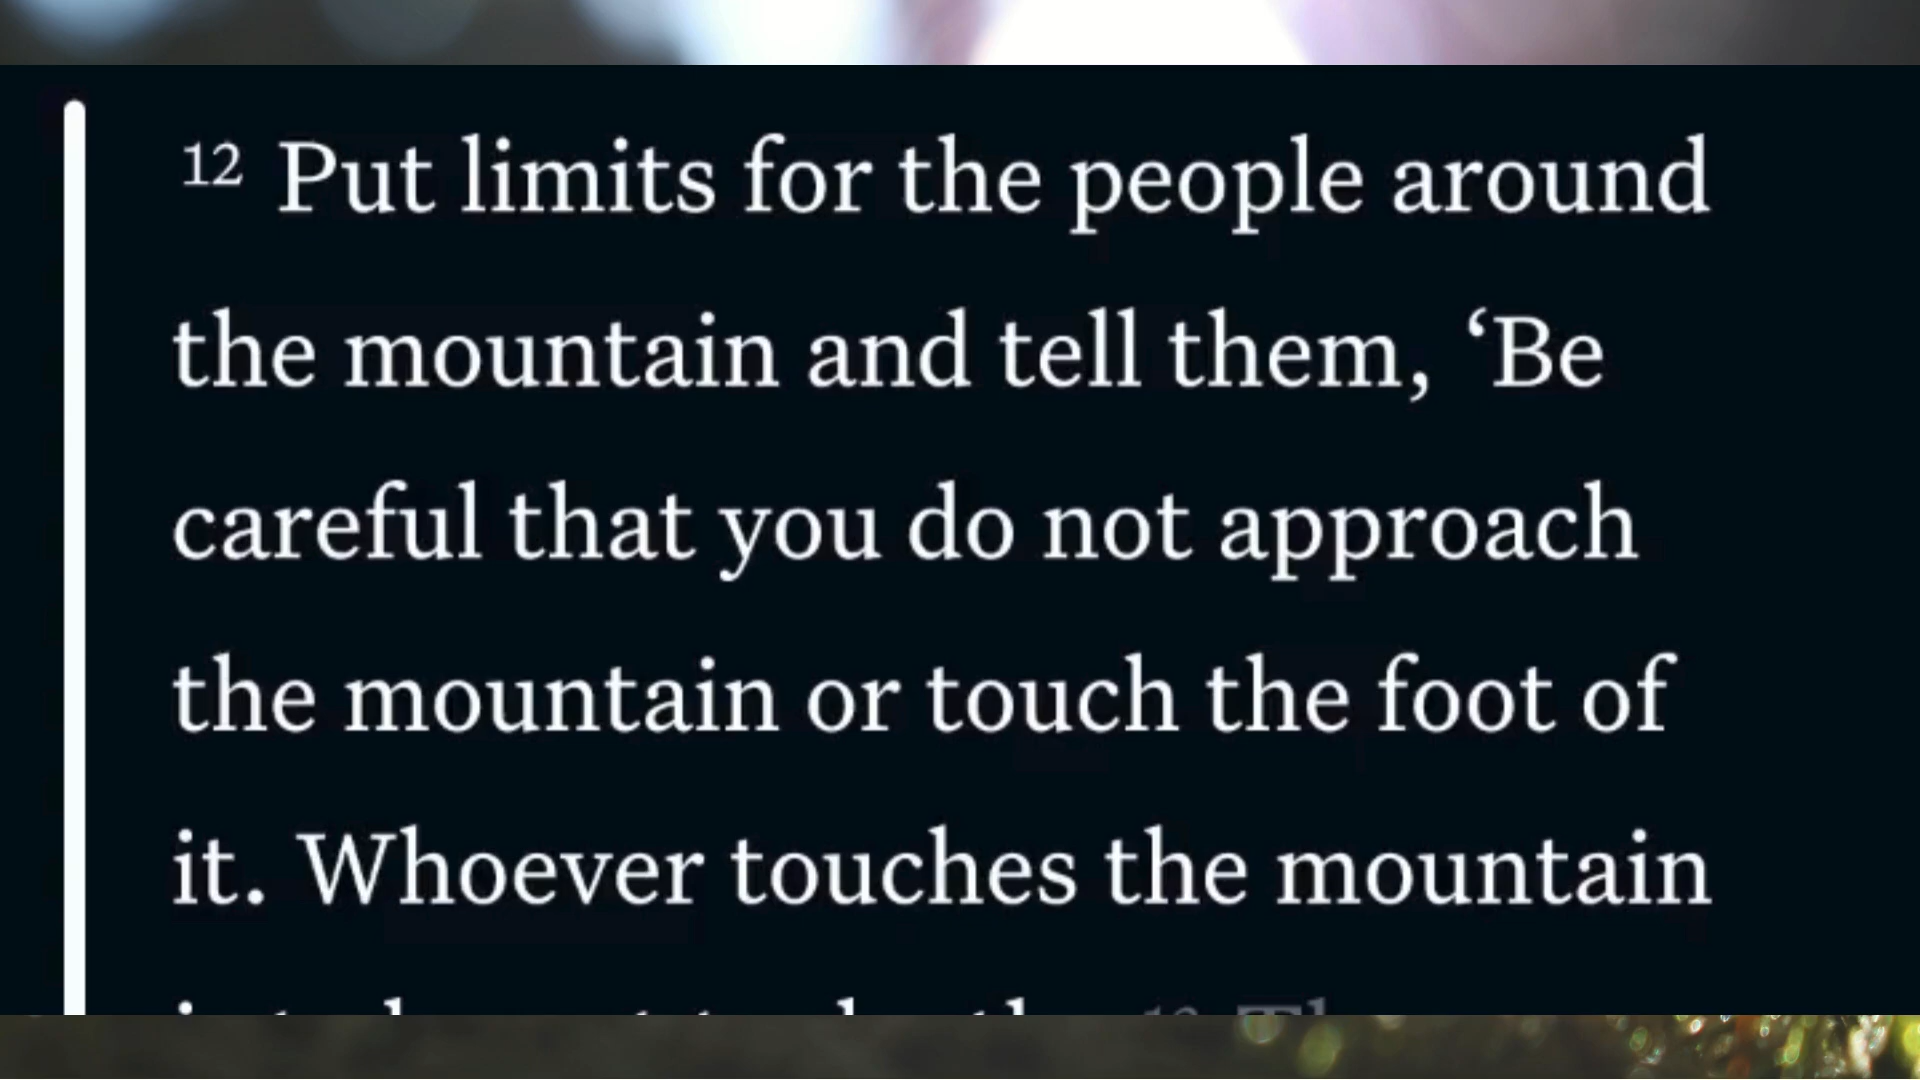 12 Put limits for the people around
the mountain and tell them, ‘Be
careful that you do not approach
the mountain or touch the foot of
it. Whoever touches the mountain